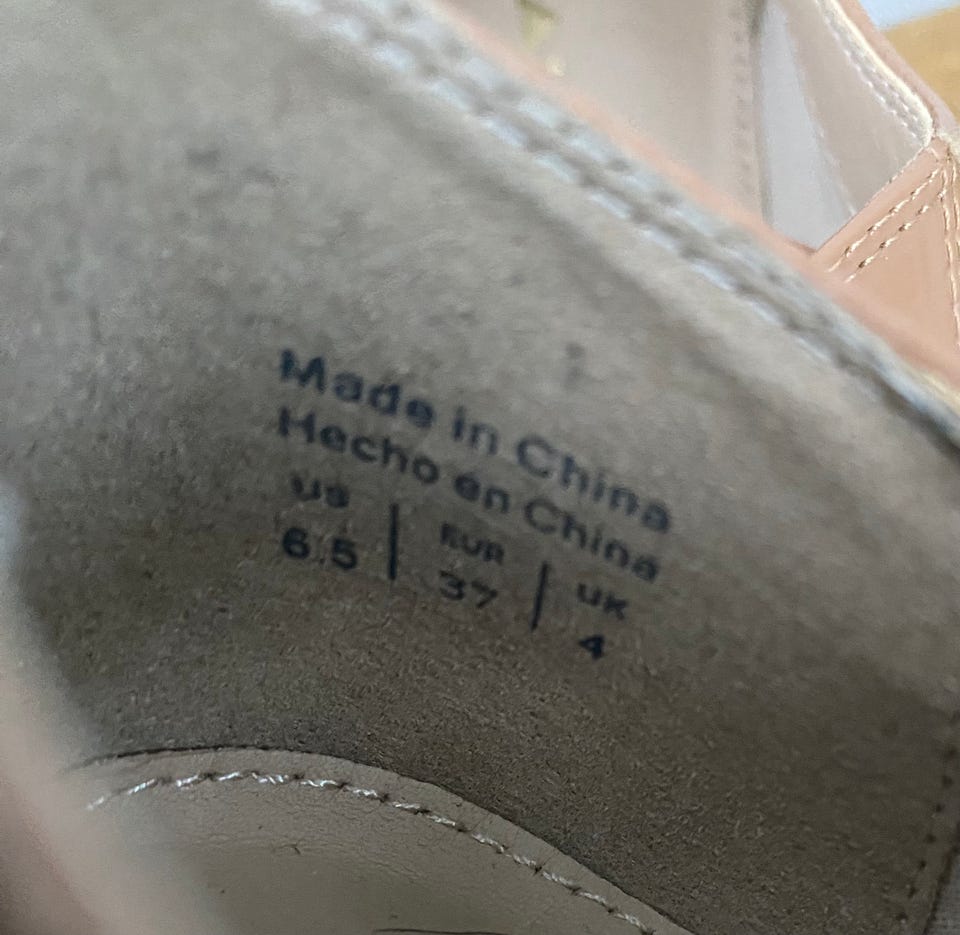 Made in China
Hecho en China
US | EUR | UK
6.5 | 37 | 4